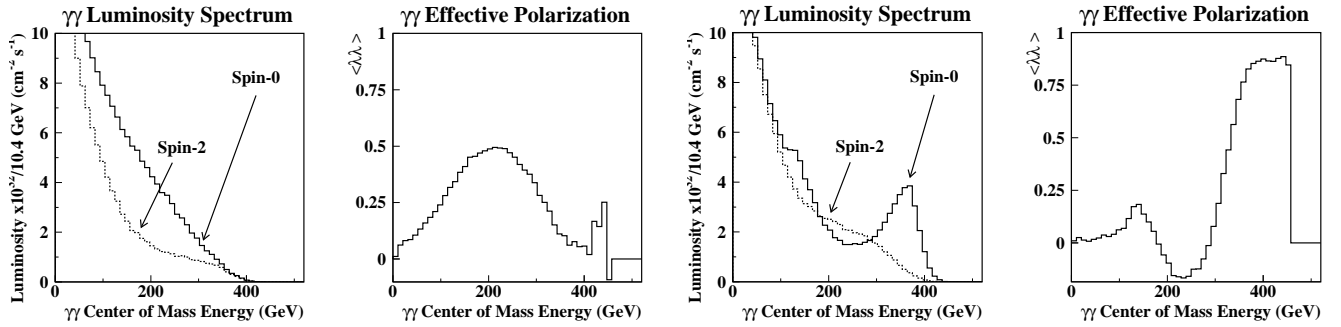 γγ Luminosity Spectrum
Luminosity x10³²/10.4 GeV (cm⁻² s⁻¹)
10
8
6
4
2
0
Spin-0
Spin-2
0 200 400
γγ Center of Mass Energy (GeV)
γγ Effective Polarization
<λλ>
1
0.75
0.5
0.25
0
0 200 400
γγ Center of Mass Energy (GeV)
γγ Luminosity Spectrum
Luminosity x10³²/10.4 GeV (cm⁻² s⁻¹)
10
8
6
4
2
0
Spin-0
Spin-2
0 200 400
γγ Center of Mass Energy (GeV)
γγ Effective Polarization
<λλ>
1
0.75
0.5
0.25
0
0 200 400
γγ Center of Mass Energy (GeV)